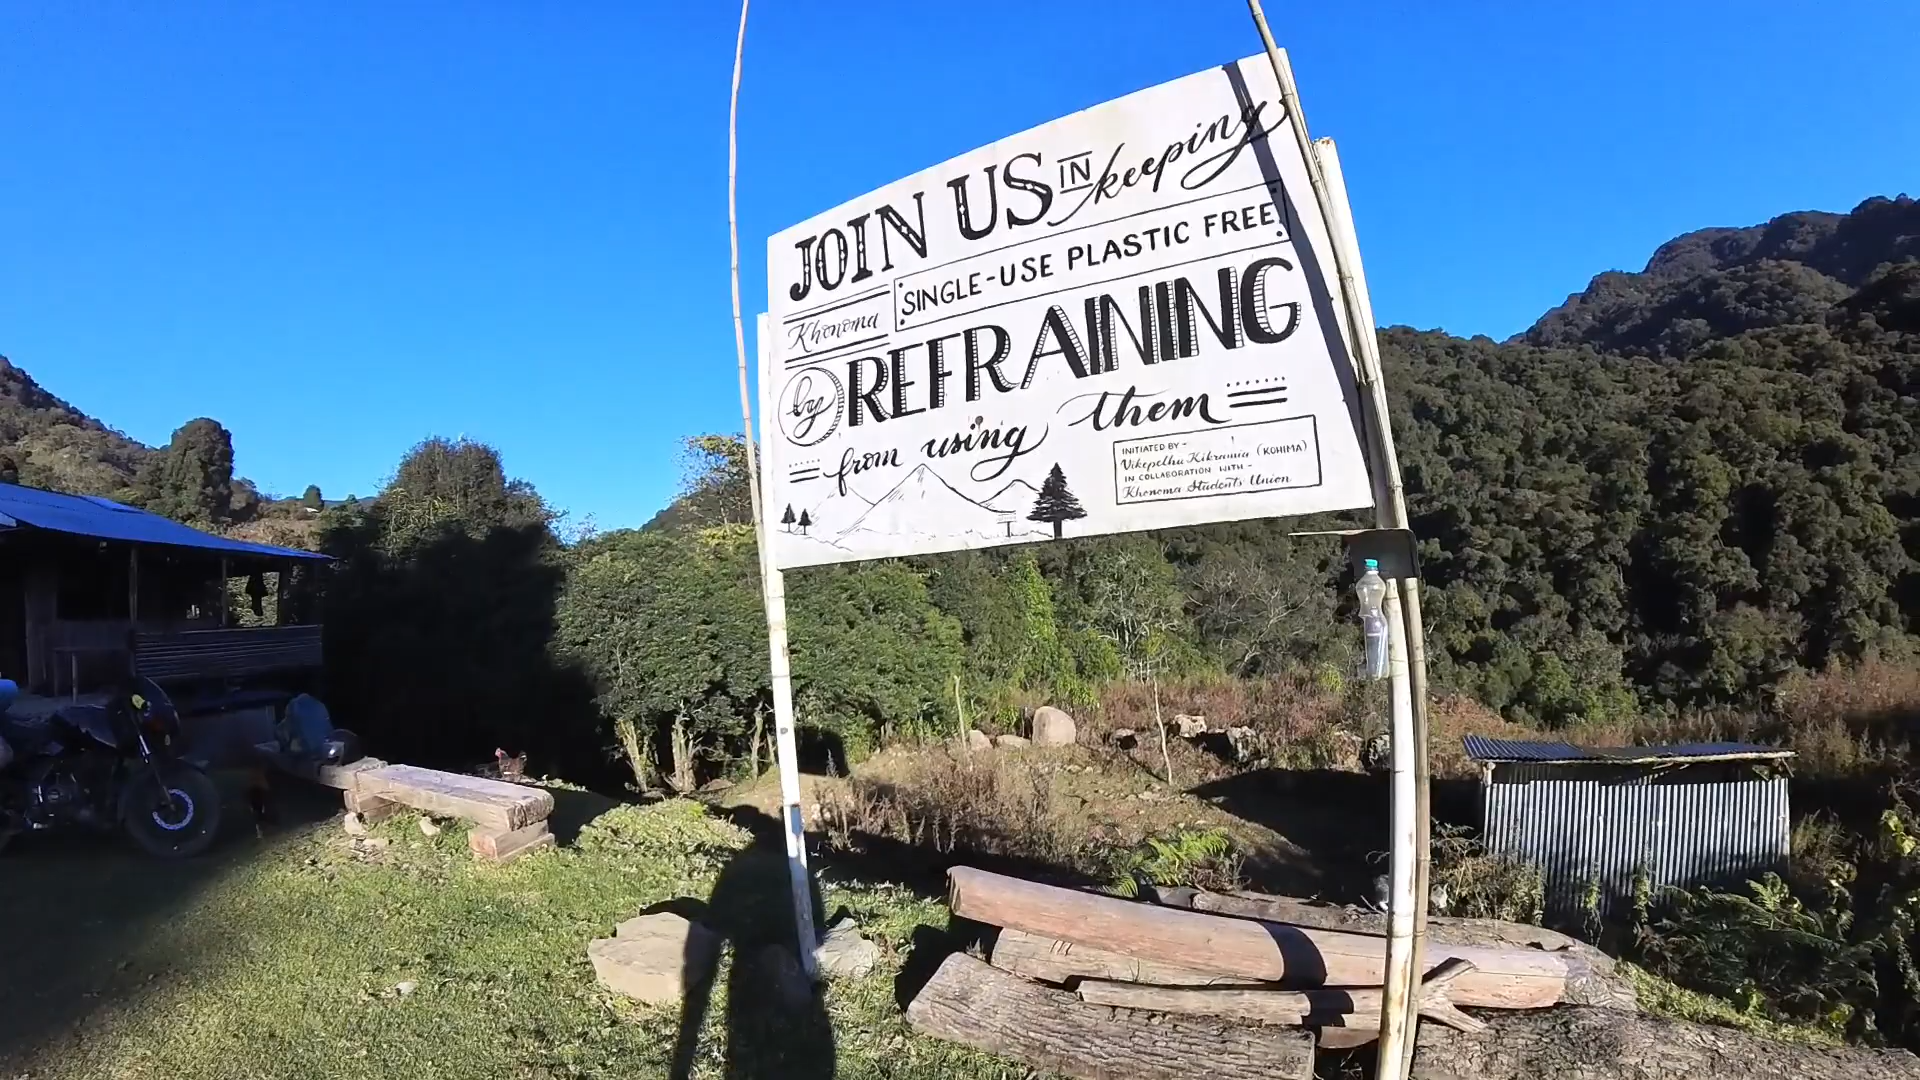 JOIN US IN keeping
Khonoma SINGLE-USE PLASTIC FREE
by REFRAINING
from using them
INITIATED BY -
Vikepelhu Kikramia (KOHIMA)
IN COLLABORATION WITH -
Khonoma Students Union